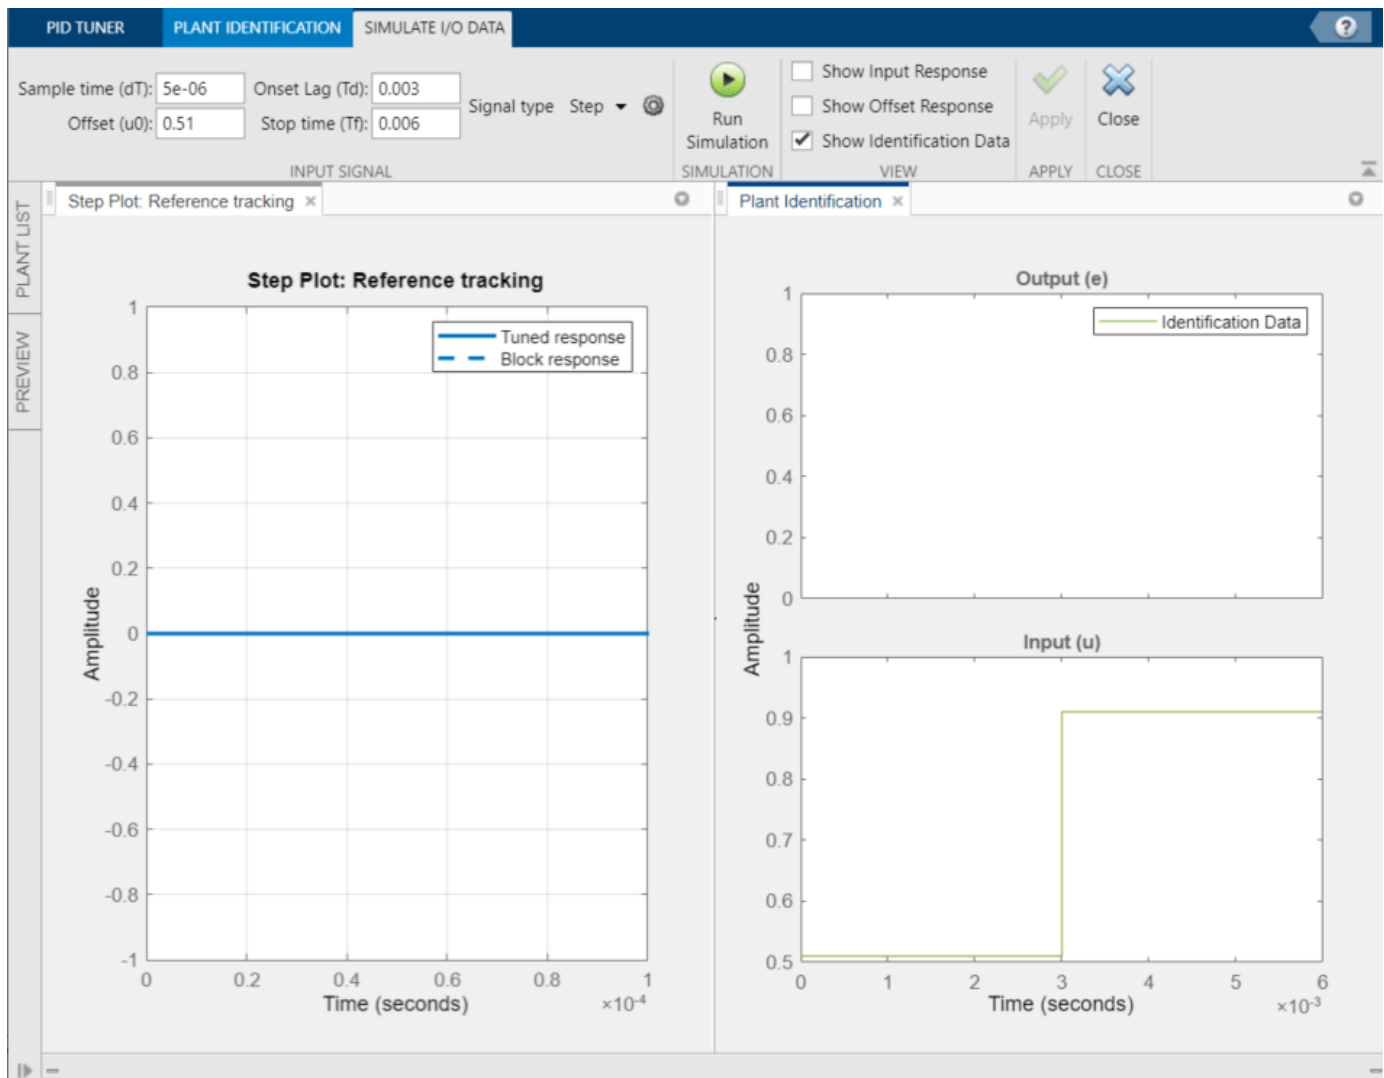 PID TUNER PLANT IDENTIFICATION SIMULATE I/O DATA ?
Sample time (dT): 5e-06 Onset Lag (Td): 0.003
Offset (u0): 0.51 Stop time (Tf): 0.006
Signal type Step
INPUT SIGNAL
Run
Simulation
SIMULATION
Show Input Response
Show Offset Response
Show Identification Data
VIEW
Apply
APPLY
Close
CLOSE
PLANT LIST
PREVIEW
Step Plot: Reference tracking ×
Step Plot: Reference tracking
Tuned response
Block response
1
0.8
0.6
0.4
0.2
0
-0.2
-0.4
-0.6
-0.8
-1
Amplitude
0 0.2 0.4 0.6 0.8 1
Time (seconds) ×10-4
Plant Identification ×
Output (e)
Identification Data
1
0.8
0.6
0.4
0.2
0
Amplitude
Input (u)
1
0.9
0.8
0.7
0.6
0.5
0 1 2 3 4 5 6
Time (seconds) ×10-3